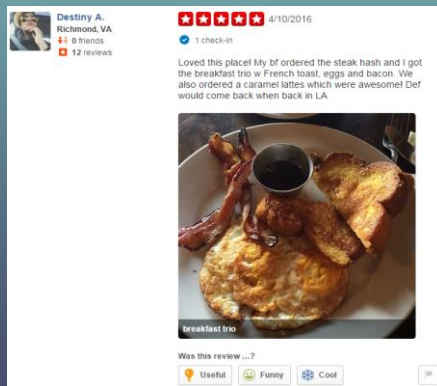 Destiny A.
Richmond, VA
0 friends
12 reviews
4/10/2016
1 check-in
Loved this place! My bf ordered the steak hash and I got
the breakfast trio w French toast, eggs and bacon. We
also ordered a caramel lattes which were awesome! Def
would come back when back in LA
breakfast trio
Was this review ...?
Useful
Funny
Cool